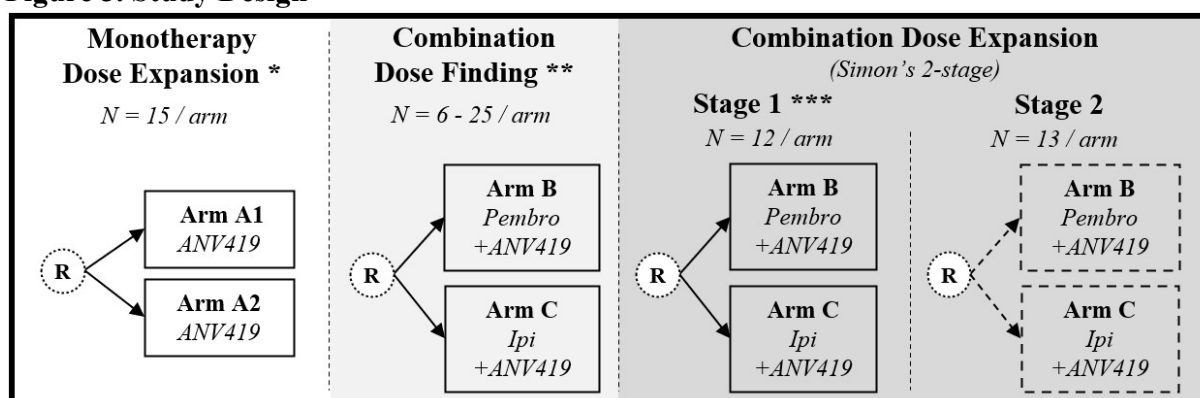 Figure 3: Study Design
Monotherapy
Dose Expansion *
N = 15 / arm
R
Arm A1
ANV419
Arm A2
ANV419
Combination
Dose Finding **
N = 6 - 25 / arm
R
Arm B
Pembro
+ANV419
Arm C
Ipi
+ANV419
Combination Dose Expansion
(Simon's 2-stage)
Stage 1 ***
N = 12 / arm
R
Arm B
Pembro
+ANV419
Arm C
Ipi
+ANV419
Stage 2
N = 13 / arm
R
Arm B
Pembro
+ANV419
Arm C
Ipi
+ANV419